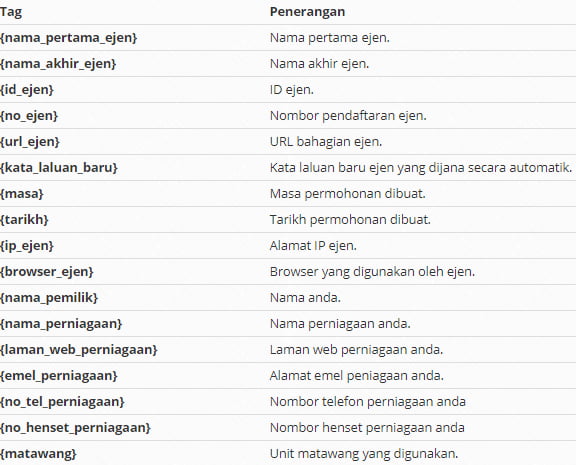 Tag Penerangan
{nama_pertama_ejen} Nama pertama ejen.
{nama_akhir_ejen} Nama akhir ejen.
{id_ejen} ID ejen.
{no_ejen} Nombor pendaftaran ejen.
{url_ejen} URL bahagian ejen.
{kata_laluan_baru} Kata laluan baru ejen yang dijana secara automatik.
{masa} Masa permohonan dibuat.
{tarikh} Tarikh permohonan dibuat.
{ip_ejen} Alamat IP ejen.
{browser_ejen} Browser yang digunakan oleh ejen.
{nama_pemilik} Nama anda.
{nama_perniagaan} Nama perniagaan anda.
{laman_web_perniagaan} Laman web perniagaan anda.
{emel_perniagaan} Alamat emel peniagaan anda.
{no_tel_perniagaan} Nombor telefon perniagaan anda
{no_henset_perniagaan} Nombor henset perniagaan anda
{matawang} Unit matawang yang digunakan.